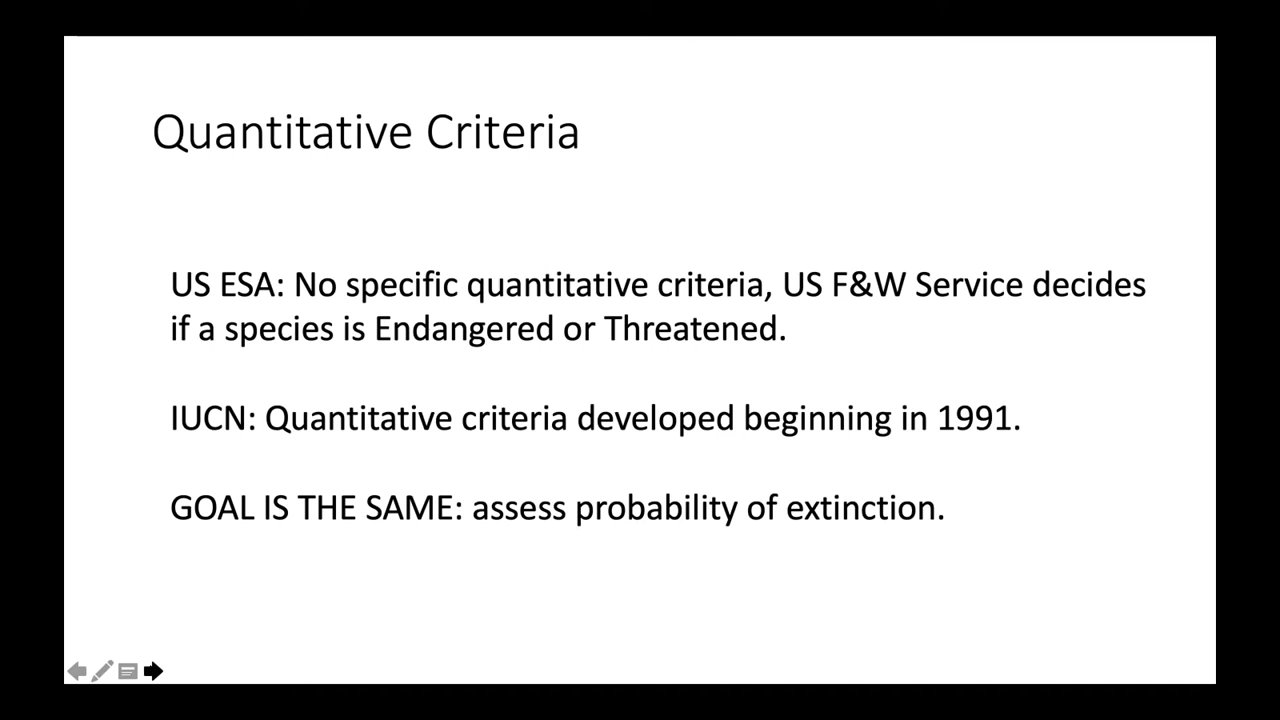 Quantitative Criteria
US ESA: No specific quantitative criteria, US F&W Service decides
if a species is Endangered or Threatened.
IUCN: Quantitative criteria developed beginning in 1991.
GOAL IS THE SAME: assess probability of extinction.